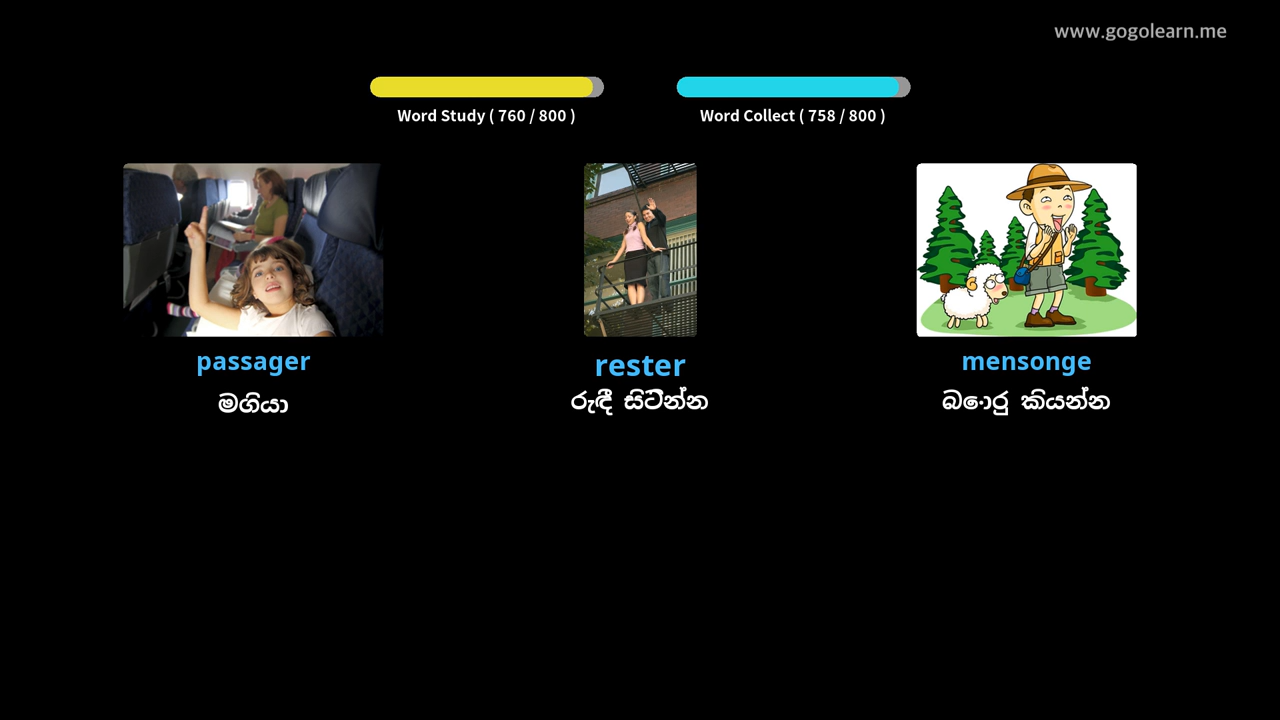 www.gogolearn.me
Word Study ( 760 / 800 )
Word Collect ( 758 / 800 )
passager
rester
mensonge
මගියා
රුඳී සිටින්න
බොරු කියන්න